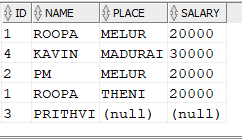 ID NAME PLACE SALARY
1 ROOPA MELUR 20000
4 KAVIN MADURAI 30000
2 PM MELUR 20000
1 ROOPA THENI 20000
3 PRITHVI (null) (null)